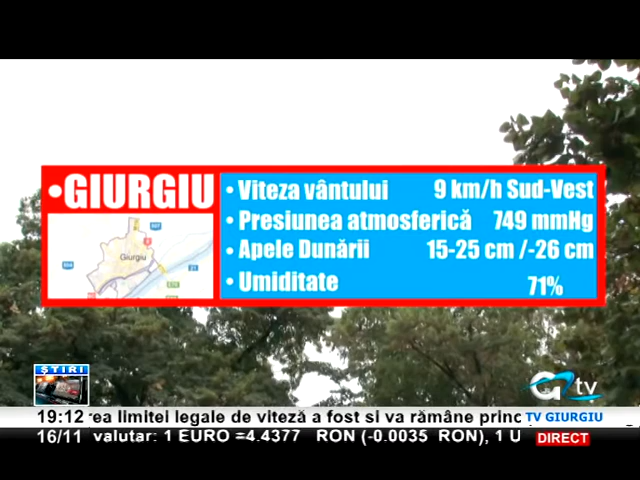 •GIURGIU
• Viteza vântului 9 km/h Sud-Vest
• Presiunea atmosferică 749 mmHg
• Apele Dunării 15-25 cm /-26 cm
• Umiditate 71%
Giurgiu
ȘTIRI
G7tv
19:12 rea limitei legale de viteză a fost si va rămâne princ TV GIURGIU
16/11 valutar: 1 EURO =4.4377 RON (-0.0035 RON), 1 U DIRECT